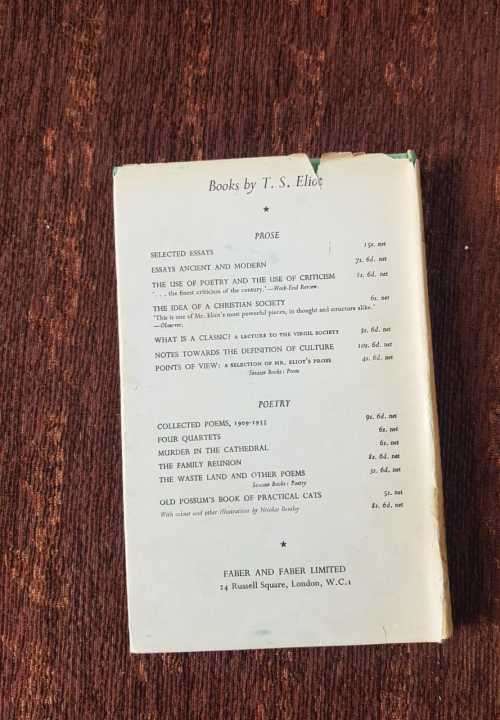 Books by T. S. Eliot
★
PROSE
SELECTED ESSAYS 15s. net
ESSAYS ANCIENT AND MODERN 7s. 6d. net
THE USE OF POETRY AND THE USE OF CRITICISM 6d. net
'. . . the finest criticism of the century.'—Week-End Review.
THE IDEA OF A CHRISTIAN SOCIETY 6s. net
'This is one of Mr. Eliot's most powerful pieces, in thought and structure alike.'
—Observer.
WHAT IS A CLASSIC? A LECTURE TO THE VIRGIL SOCIETY 3s. 6d. net
NOTES TOWARDS THE DEFINITION OF CULTURE 10s. 6d. net
POINTS OF VIEW: A SELECTION OF MR. ELIOT'S PROSE 4s. 6d. net
Sesame Books: Prose
POETRY
COLLECTED POEMS, 1909-1935 9s. 6d. net
FOUR QUARTETS 6s. net
MURDER IN THE CATHEDRAL 6s. net
THE FAMILY REUNION 8s. 6d. net
THE WASTE LAND AND OTHER POEMS 3s. 6d. net
Sesame Books: Poetry
OLD POSSUM'S BOOK OF PRACTICAL CATS 5s. net
With colour and other illustrations by Nicolas Bentley 8s. 6d. net
★
FABER AND FABER LIMITED
24 Russell Square, London, W.C.1